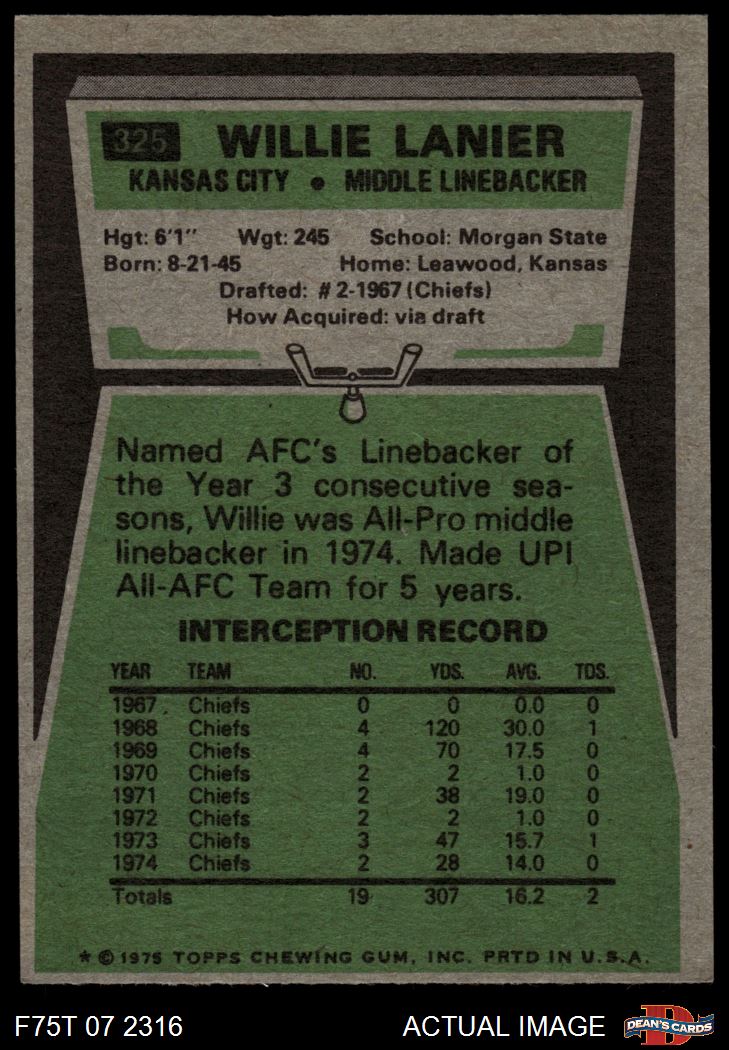 325 WILLIE LANIER
KANSAS CITY • MIDDLE LINEBACKER
Hgt: 6'1" Wgt: 245 School: Morgan State
Born: 8-21-45 Home: Leawood, Kansas
Drafted: #2-1967 (Chiefs)
How Acquired: via draft
Named AFC's Linebacker of
the Year 3 consecutive sea-
sons, Willie was All-Pro middle
linebacker in 1974. Made UPI
All-AFC Team for 5 years.
INTERCEPTION RECORD
YEAR TEAM NO. YDS. AVG. TDS.
1967 Chiefs 0 0 0.0 0
1968 Chiefs 4 120 30.0 1
1969 Chiefs 4 70 17.5 0
1970 Chiefs 2 2 1.0 0
1971 Chiefs 2 38 19.0 0
1972 Chiefs 2 2 1.0 0
1973 Chiefs 3 47 15.7 1
1974 Chiefs 2 28 14.0 0
Totals 19 307 16.2 2
* © 1975 TOPPS CHEWING GUM, INC. PRTD IN U.S.A.
F75T 07 2316 ACTUAL IMAGE DEAN'S CARDS